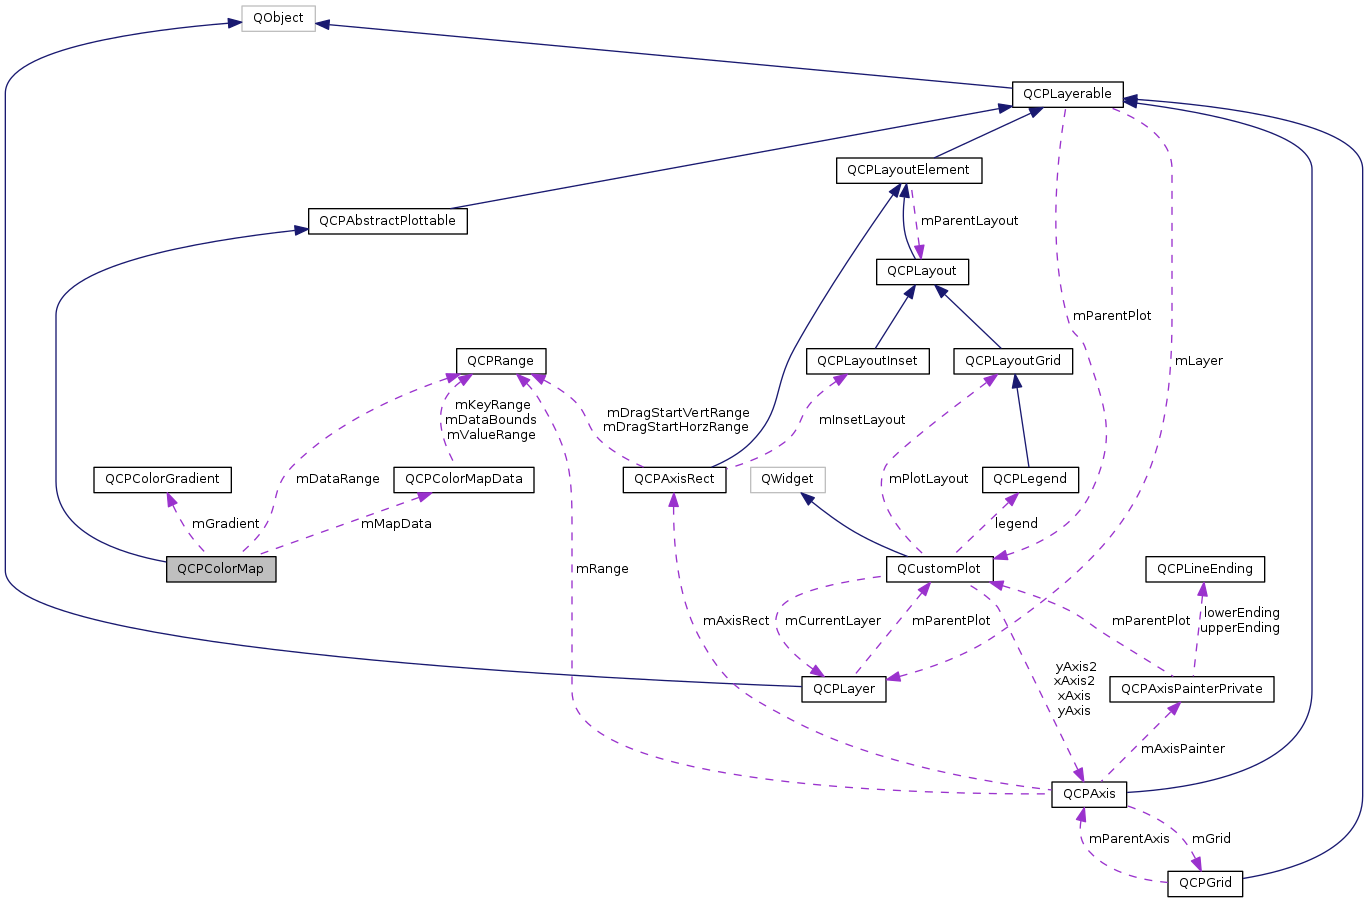 QObject
QCPLayerable
QCPLayoutElement
QCPAbstractPlottable
mParentLayout
QCPLayout
mParentPlot
QCPRange
QCPLayoutInset
QCPLayoutGrid
mLayer
mKeyRange
mDataBounds
mValueRange
mDragStartVertRange
mDragStartHorzRange
mInsetLayout
QCPColorGradient
mDataRange
QCPColorMapData
QCPAxisRect
QWidget
mPlotLayout
QCPLegend
mGradient
mMapData
legend
QCPColorMap
mRange
QCustomPlot
QCPLineEnding
mAxisRect
mCurrentLayer
mParentPlot
mParentPlot
lowerEnding
upperEnding
yAxis2
xAxis2
xAxis
yAxis
QCPLayer
QCPAxisPainterPrivate
mAxisPainter
QCPAxis
mParentAxis
mGrid
QCPGrid